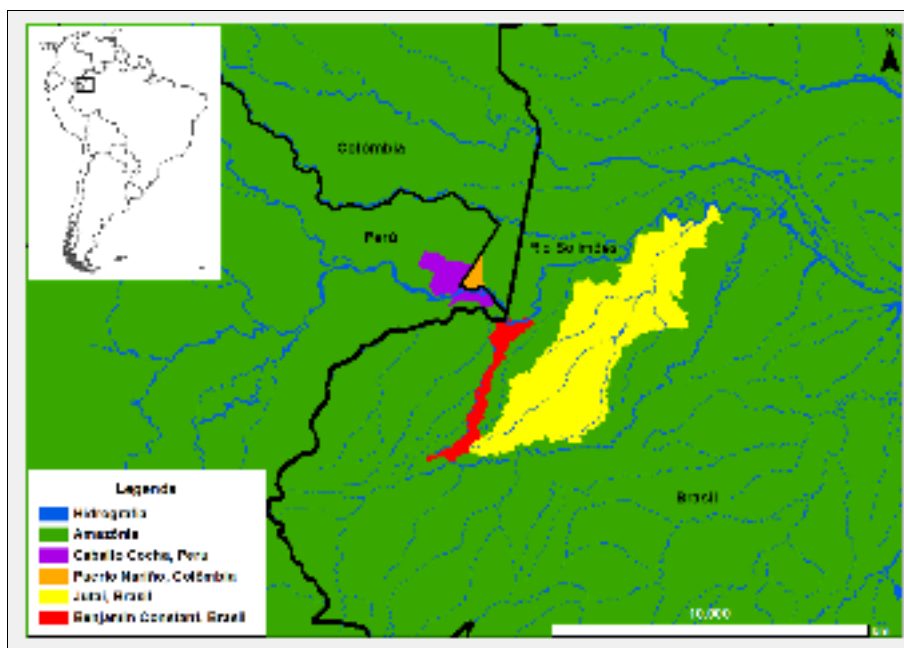 N
Colombia
Perú
Rio Solimões
Brasil
Legenda
Hidrografia
Amazônia
Caballo Cocha, Peru
Puerto Nariño, Colômbia
Jutaí, Brasil
Benjamin Constant, Brasil
10.000